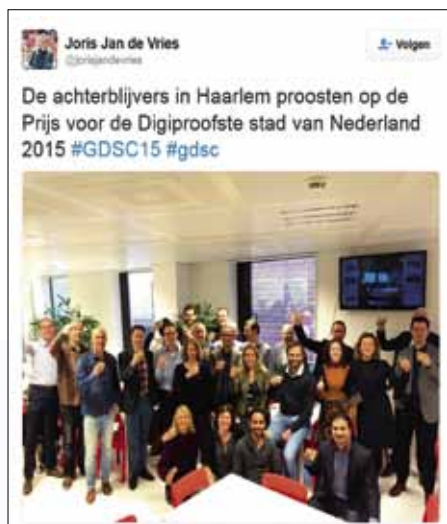 Joris Jan de Vries
@jorisjandevries
Volgen
De achterblijvers in Haarlem proosten op de
Prijs voor de Digiproofste stad van Nederland
2015 #GDSC15 #gdsc